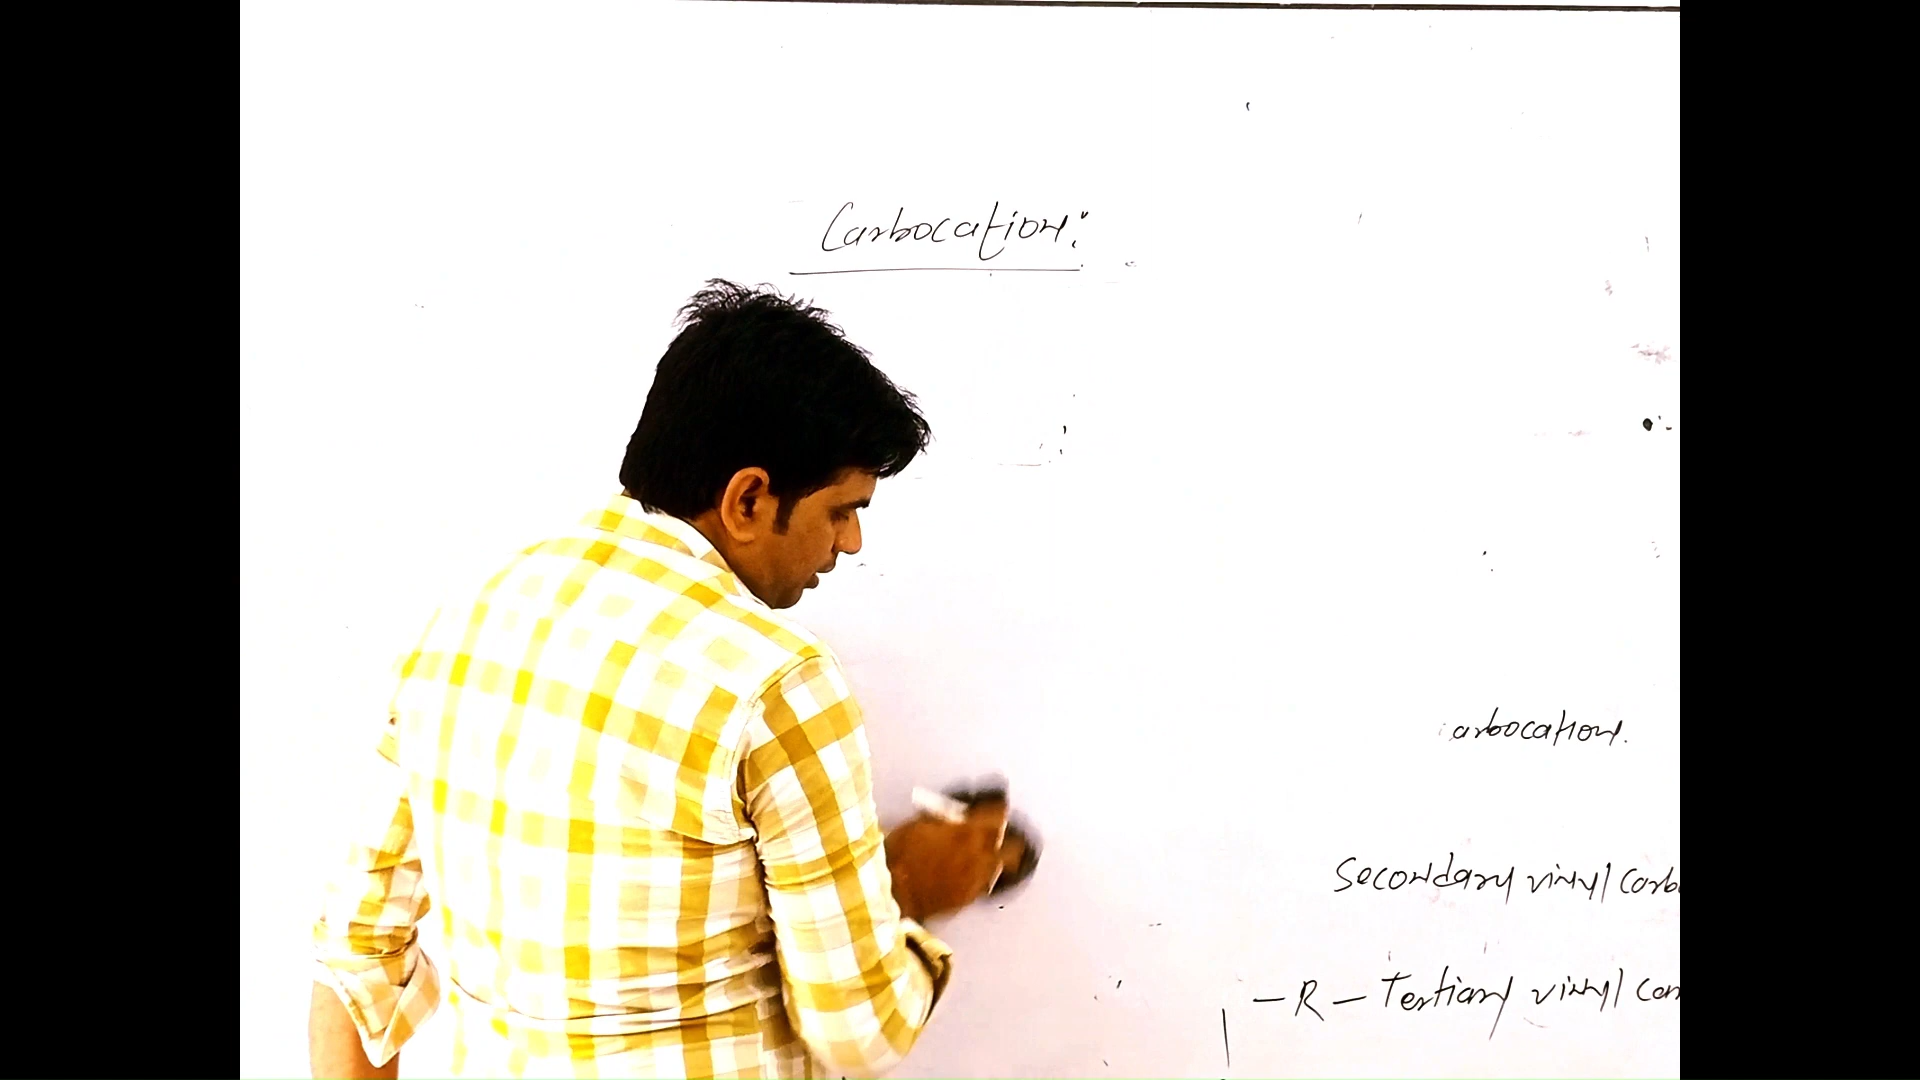 Carbocation:
arbocation.
Secondary vinyl Carb
-R- Tertiary vinyl Car